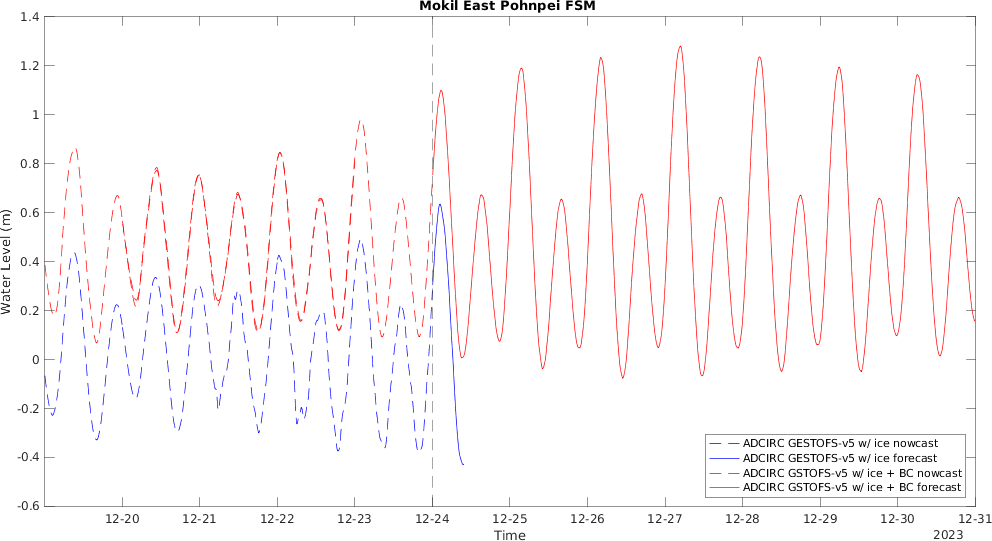 Mokil East Pohnpei FSM
1.4
1.2
1
0.8
0.6
0.4
0.2
0
-0.2
-0.4
-0.6
Water Level (m)
ADCIRC GESTOFS-v5 w/ ice nowcast
ADCIRC GESTOFS-v5 w/ ice forecast
ADCIRC GSTOFS-v5 w/ ice + BC nowcast
ADCIRC GSTOFS-v5 w/ ice + BC forecast
12-20 12-21 12-22 12-23 12-24 12-25 12-26 12-27 12-28 12-29 12-30 12-31
Time
2023